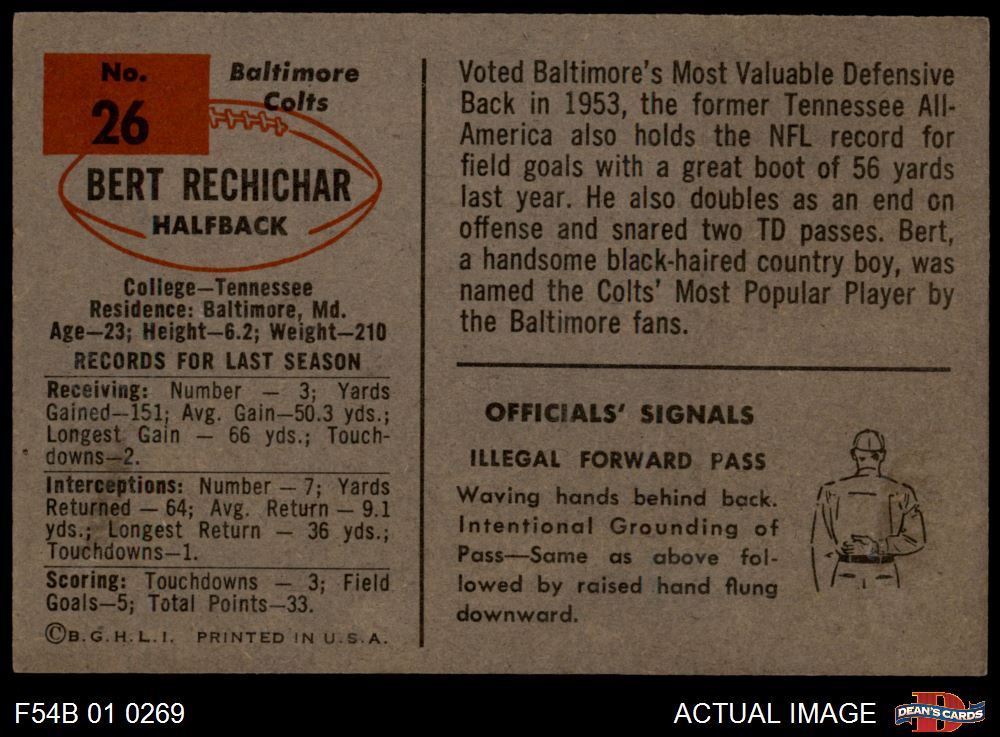 No.
26
Baltimore
Colts
BERT RECHICHAR
HALFBACK
College—Tennessee
Residence: Baltimore, Md.
Age—23; Height—6.2; Weight—210
RECORDS FOR LAST SEASON
Receiving: Number — 3; Yards
Gained—151; Avg. Gain—50.3 yds.;
Longest Gain — 66 yds.; Touch-
downs—2.
Interceptions: Number — 7; Yards
Returned — 64; Avg. Return — 9.1
yds.; Longest Return — 36 yds.;
Touchdowns—1.
Scoring: Touchdowns — 3; Field
Goals—5; Total Points—33.
©B.G.H.L.I. PRINTED IN U.S.A.
Voted Baltimore's Most Valuable Defensive
Back in 1953, the former Tennessee All-
America also holds the NFL record for
field goals with a great boot of 56 yards
last year. He also doubles as an end on
offense and snared two TD passes. Bert,
a handsome black-haired country boy, was
named the Colts' Most Popular Player by
the Baltimore fans.
OFFICIALS' SIGNALS
ILLEGAL FORWARD PASS
Waving hands behind back.
Intentional Grounding of
Pass—Same as above fol-
lowed by raised hand flung
downward.
F54B 01 0269
ACTUAL IMAGE
D
DEAN'S CARDS